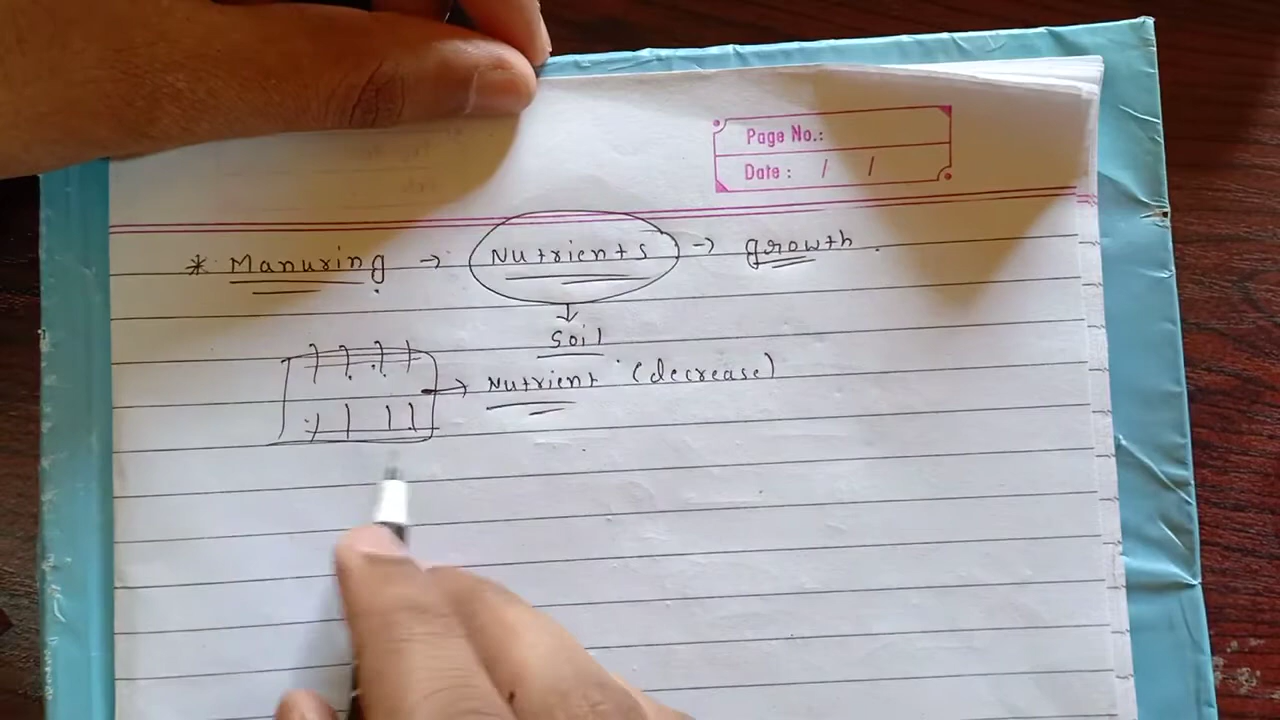 Page No.:
Date : / /
* Manuring → Nutrients → growth.
↓
Soil
→ Nutrient (decrease)